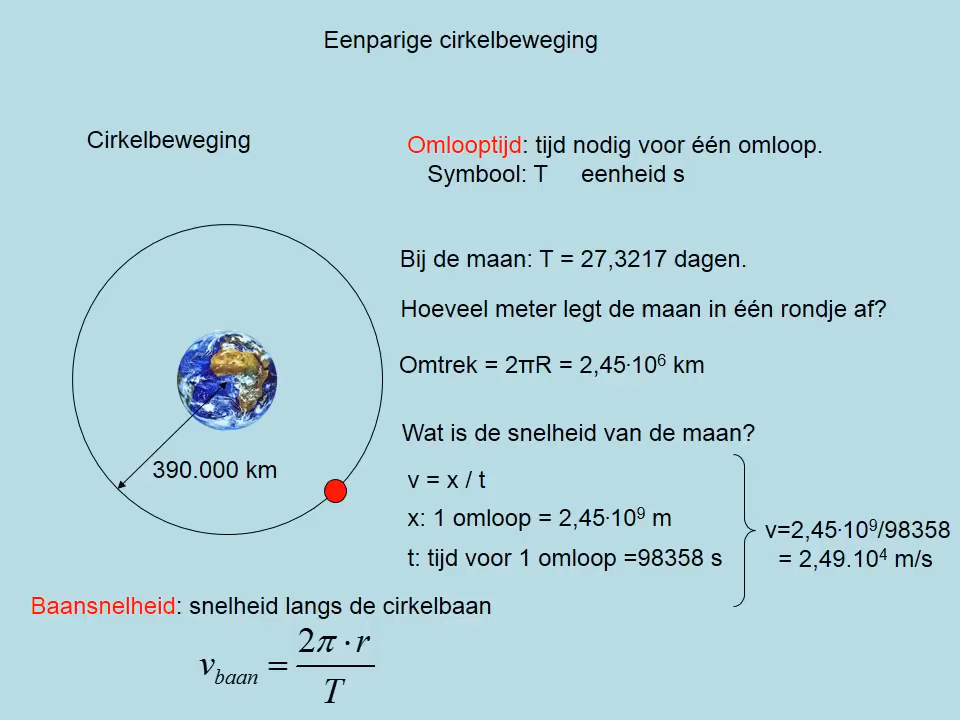 Eenparige cirkelbeweging
Cirkelbeweging
Omlooptijd: tijd nodig voor één omloop.
Symbool: T eenheid s
Bij de maan: T = 27,3217 dagen.
Hoeveel meter legt de maan in één rondje af?
Omtrek = 2πR = 2,45·10⁶ km
390.000 km
Wat is de snelheid van de maan?
v = x / t
x: 1 omloop = 2,45·10⁹ m
t: tijd voor 1 omloop =98358 s
v=2,45·10⁹/98358
= 2,49.10⁴ m/s
Baansnelheid: snelheid langs de cirkelbaan
v_baan = 2π · r / T